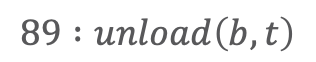 89 : unload(b, t)